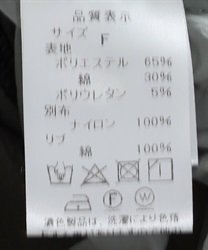 品質表示
サイズ
F
表地
ポリエステル 65%
綿 30%
ポリウレタン 5%
別布
ナイロン 100%
リブ
綿 100%
F W
濃色製品は、洗濯により色落